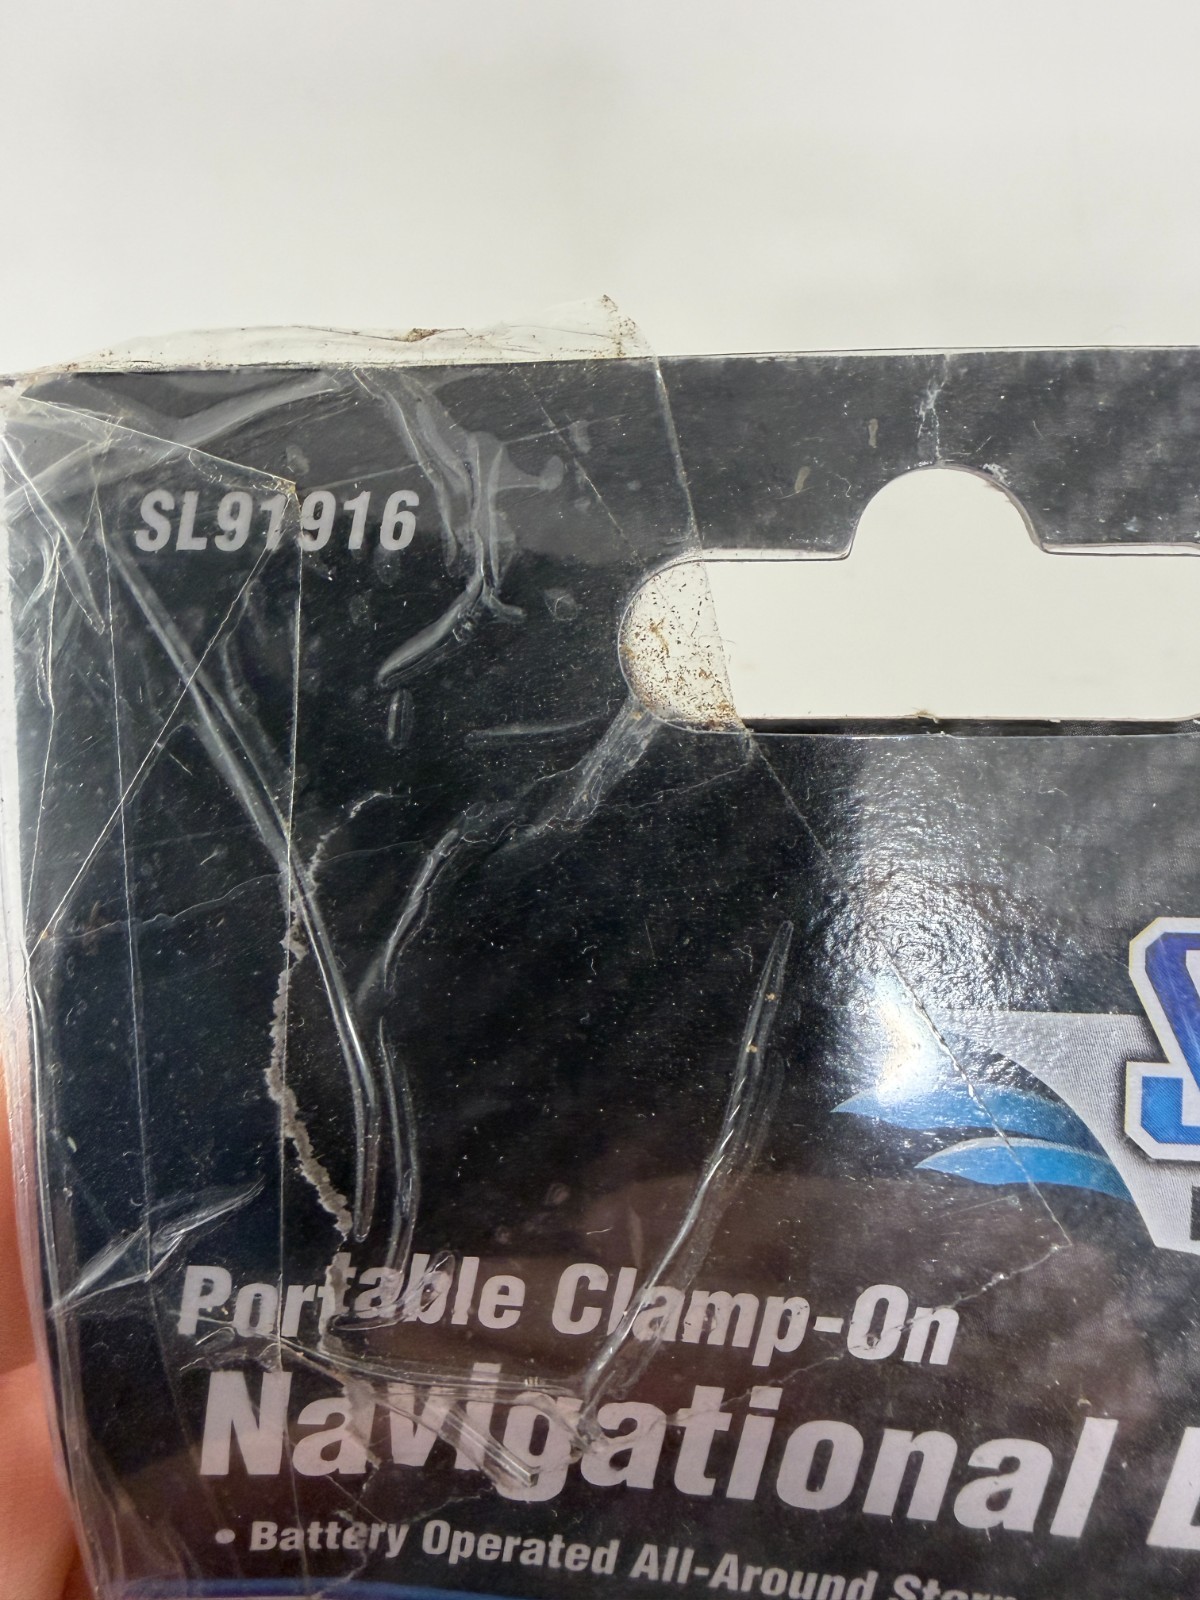 SL91916
Portable Clamp-On
Navigational
• Battery Operated All-Around